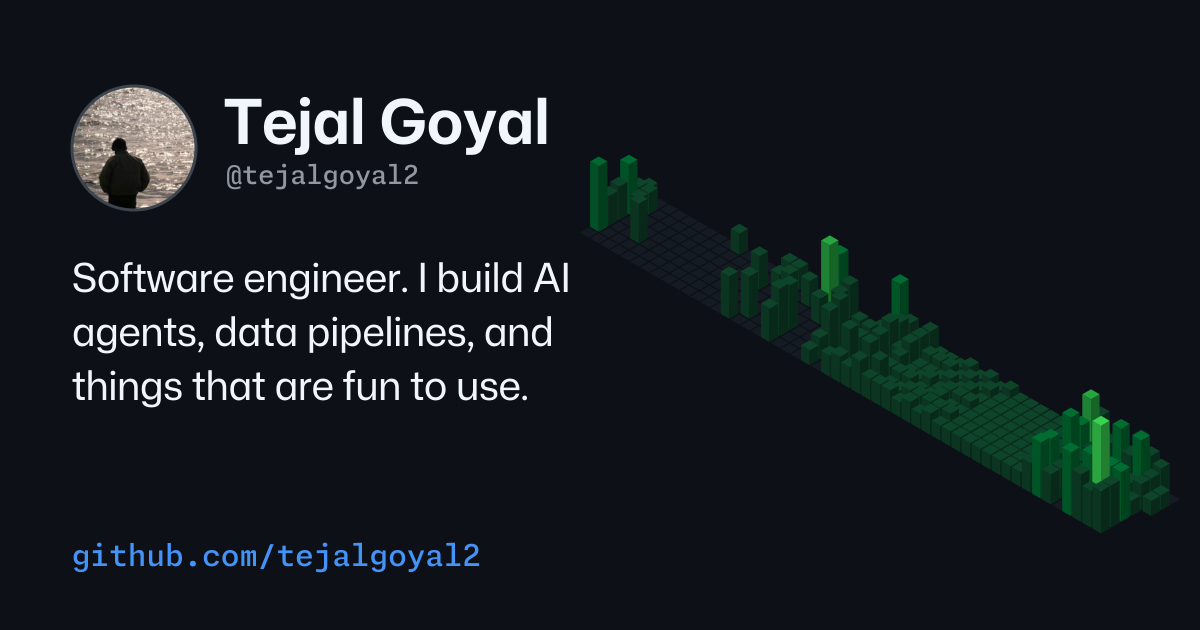 Tejal Goyal
@tejalgoyal2
Software engineer. I build AI
agents, data pipelines, and
things that are fun to use.
github.com/tejalgoyal2